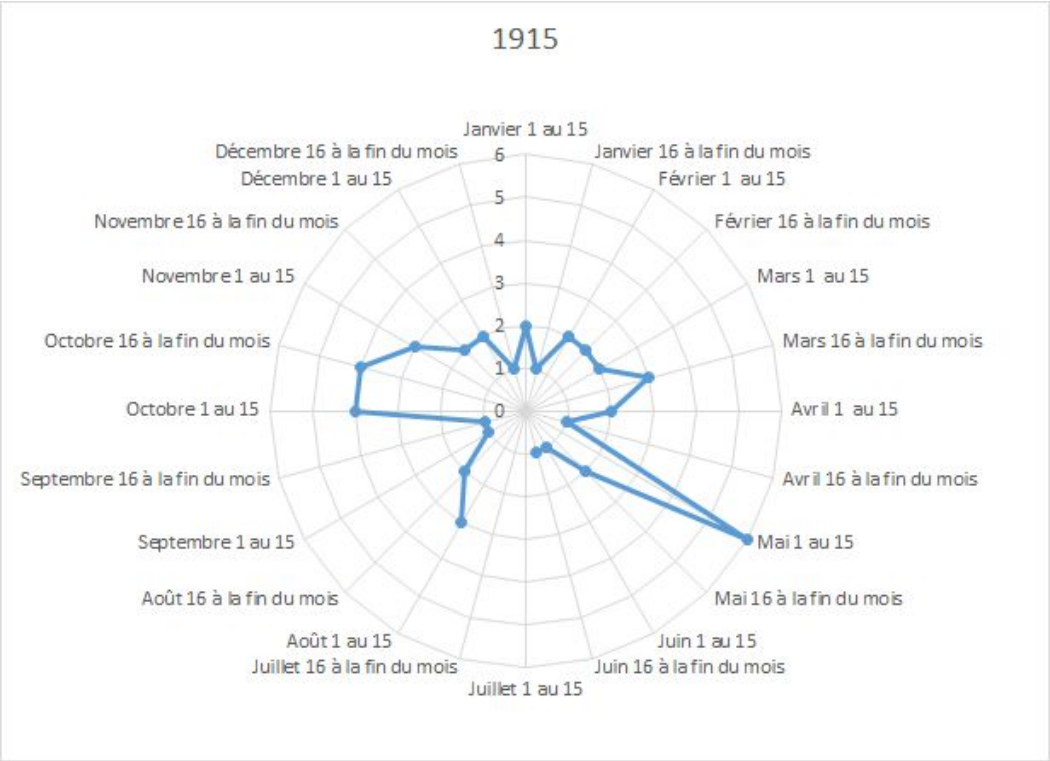 1915
Janvier 1 au 15
Janvier 16 à la fin du mois
Février 1 au 15
Février 16 à la fin du mois
Mars 1 au 15
Mars 16 à la fin du mois
Avril 1 au 15
Avril 16 à la fin du mois
Mai 1 au 15
Mai 16 à la fin du mois
Juin 1 au 15
Juin 16 à la fin du mois
Juillet 1 au 15
Juillet 16 à la fin du mois
Août 1 au 15
Août 16 à la fin du mois
Septembre 1 au 15
Septembre 16 à la fin du mois
Octobre 1 au 15
Octobre 16 à la fin du mois
Novembre 1 au 15
Novembre 16 à la fin du mois
Décembre 1 au 15
Décembre 16 à la fin du mois
6
5
4
3
2
1
0